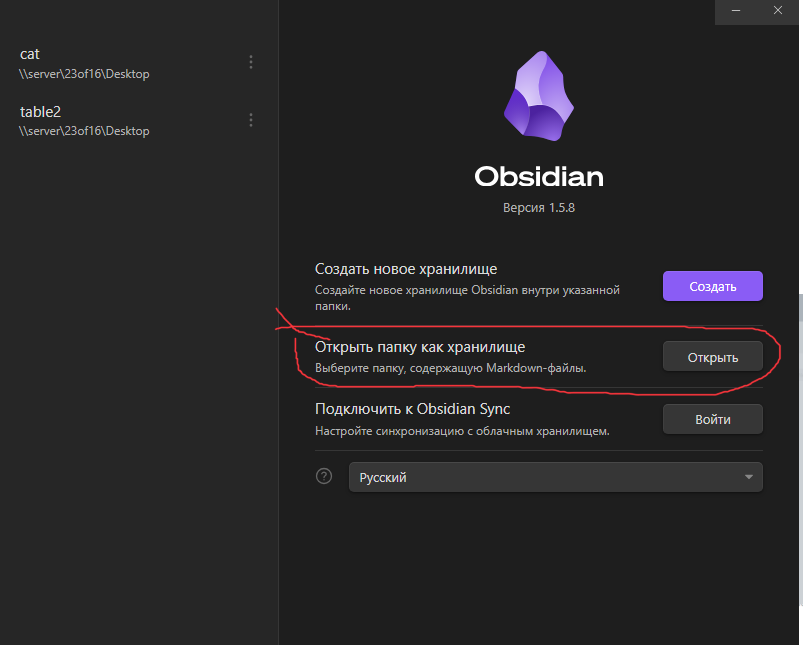 cat
\\server\23of16\Desktop
table2
\\server\23of16\Desktop
Obsidian
Версия 1.5.8
Создать новое хранилище
Создайте новое хранилище Obsidian внутри указанной
папки.
Создать
Открыть папку как хранилище
Выберите папку, содержащую Markdown-файлы.
Открыть
Подключить к Obsidian Sync
Настройте синхронизацию с облачным хранилищем.
Войти
?
Русский